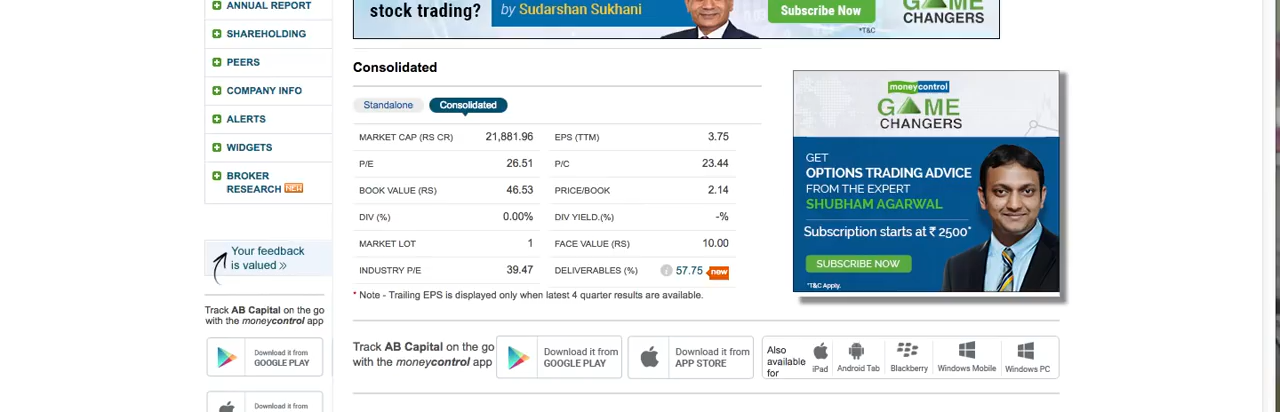 ANNUAL REPORT
SHAREHOLDING
PEERS
COMPANY INFO
ALERTS
WIDGETS
BROKER
RESEARCH NEW
Your feedback
is valued »
Track AB Capital on the go
with the moneycontrol app
Download it from
GOOGLE PLAY
Download it from
stock trading?
by Sudarshan Sukhani
Subscribe Now
GAME
CHANGERS
*T&C
Consolidated
Standalone Consolidated
MARKET CAP (RS CR) 21,881.96 EPS (TTM) 3.75
P/E 26.51 P/C 23.44
BOOK VALUE (RS) 46.53 PRICE/BOOK 2.14
DIV (%) 0.00% DIV YIELD.(%) -%
MARKET LOT 1 FACE VALUE (RS) 10.00
INDUSTRY P/E 39.47 DELIVERABLES (%) i 57.75 new
* Note - Trailing EPS is displayed only when latest 4 quarter results are available.
moneycontrol
GAME
CHANGERS
GET
OPTIONS TRADING ADVICE
FROM THE EXPERT
SHUBHAM AGARWAL
Subscription starts at ₹ 2500*
SUBSCRIBE NOW
*T&C Apply.
Track AB Capital on the go
with the moneycontrol app
Download it from
GOOGLE PLAY
Download it from
APP STORE
Also
available
for
iPad Android Tab Blackberry Windows Mobile Windows PC